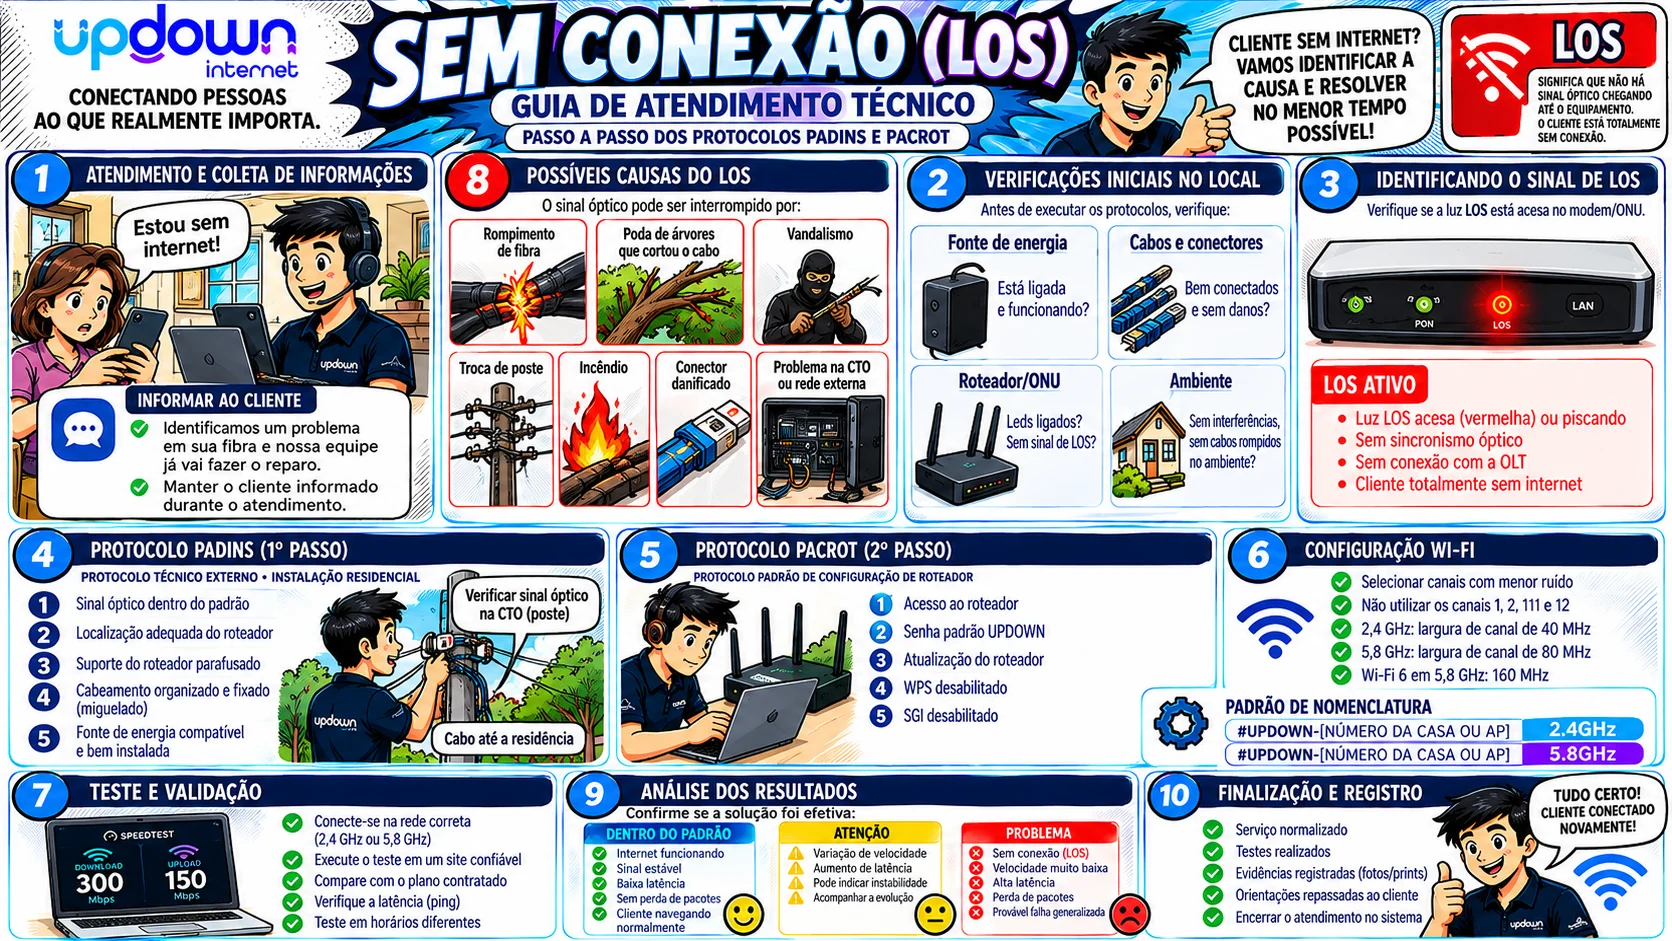 updown
internet
CONECTANDO PESSOAS
AO QUE REALMENTE IMPORTA.
SEM CONEXÃO (LOS)
GUIA DE ATENDIMENTO TÉCNICO
PASSO A PASSO DOS PROTOCOLOS PADINS E PACROT
CLIENTE SEM INTERNET?
VAMOS IDENTIFICAR A
CAUSA E RESOLVER
NO MENOR TEMPO
POSSÍVEL!
LOS
SIGNIFICA QUE NÃO HÁ
SINAL ÓPTICO CHEGANDO
ATÉ O EQUIPAMENTO.
O CLIENTE ESTÁ TOTALMENTE
SEM CONEXÃO.
1 ATENDIMENTO E COLETA DE INFORMAÇÕES
Estou sem
internet!
updown
INFORMAR AO CLIENTE
Identificamos um problema
em sua fibra e nossa equipe
já vai fazer o reparo.
Manter o cliente informado
durante o atendimento.
8 POSSÍVEIS CAUSAS DO LOS
O sinal óptico pode ser interrompido por:
Rompimento
de fibra
Poda de árvores
que cortou o cabo
Vandalismo
Troca de poste
Incêndio
Conector
danificado
Problema na CTO
ou rede externa
2 VERIFICAÇÕES INICIAIS NO LOCAL
Antes de executar os protocolos, verifique:
Fonte de energia
Está ligada
e funcionando?
Cabos e conectores
Bem conectados
e sem danos?
Roteador/ONU
Leds ligados?
Sem sinal de LOS?
Ambiente
Sem interferências,
sem cabos rompidos
no ambiente?
3 IDENTIFICANDO O SINAL DE LOS
Verifique se a luz LOS está acesa no modem/ONU.
PON
LOS
LAN
LOS ATIVO
• Luz LOS acesa (vermelha) ou piscando
• Sem sincronismo óptico
• Sem conexão com a OLT
• Cliente totalmente sem internet
4 PROTOCOLO PADINS (1º PASSO)
PROTOCOLO TÉCNICO EXTERNO • INSTALAÇÃO RESIDENCIAL
1 Sinal óptico dentro do padrão
2 Localização adequada do roteador
3 Suporte do roteador parafusado
4 Cabeamento organizado e fixado
(miguelado)
5 Fonte de energia compatível
e bem instalada
Verificar sinal óptico
na CTO (poste)
updown
Cabo até a residência
5 PROTOCOLO PACROT (2º PASSO)
PROTOCOLO PADRÃO DE CONFIGURAÇÃO DE ROTEADOR
1 Acesso ao roteador
2 Senha padrão UPDOWN
3 Atualização do roteador
4 WPS desabilitado
5 SGI desabilitado
6 CONFIGURAÇÃO WI-FI
Selecionar canais com menor ruído
Não utilizar os canais 1, 2, 111 e 12
2,4 GHz: largura de canal de 40 MHz
5,8 GHz: largura de canal de 80 MHz
Wi-Fi 6 em 5,8 GHz: 160 MHz
PADRÃO DE NOMENCLATURA
#UPDOWN-[NÚMERO DA CASA OU AP] 2.4GHz
#UPDOWN-[NÚMERO DA CASA OU AP] 5.8GHz
7 TESTE E VALIDAÇÃO
SPEEDTEST
DOWNLOAD
300
Mbps
UPLOAD
150
Mbps
Conecte-se na rede correta
(2,4 GHz ou 5,8 GHz)
Execute o teste em um site confiável
Compare com o plano contratado
Verifique a latência (ping)
Teste em horários diferentes
9 ANÁLISE DOS RESULTADOS
Confirme se a solução foi efetiva:
DENTRO DO PADRÃO
Internet funcionando
Sinal estável
Baixa latência
Sem perda de pacotes
Cliente navegando
normalmente
ATENÇÃO
Variação de velocidade
Aumento de latência
Pode indicar instabilidade
Acompanhar a evolução
PROBLEMA
Sem conexão (LOS)
Velocidade muito baixa
Alta latência
Perda de pacotes
Provável falha generalizada
10 FINALIZAÇÃO E REGISTRO
Serviço normalizado
Testes realizados
Evidências registradas (fotos/prints)
Orientações repassadas ao cliente
Encerrar o atendimento no sistema
TUDO CERTO!
CLIENTE CONECTADO
NOVAMENTE!
updown